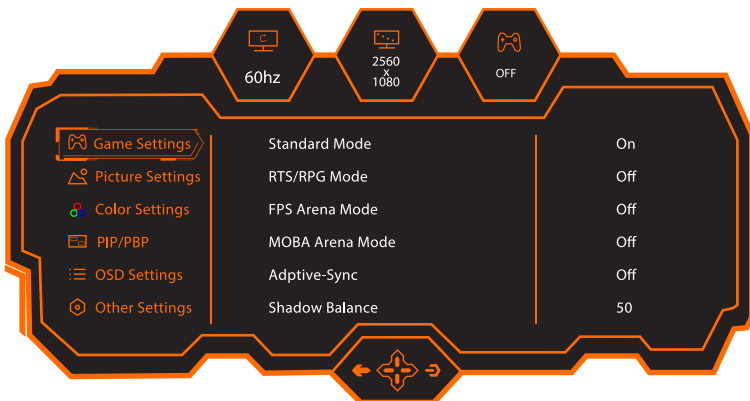 60hz
2560
x
1080
OFF
Game Settings Standard Mode On
Picture Settings RTS/RPG Mode Off
Color Settings FPS Arena Mode Off
PIP/PBP MOBA Arena Mode Off
OSD Settings Adptive-Sync Off
Other Settings Shadow Balance 50